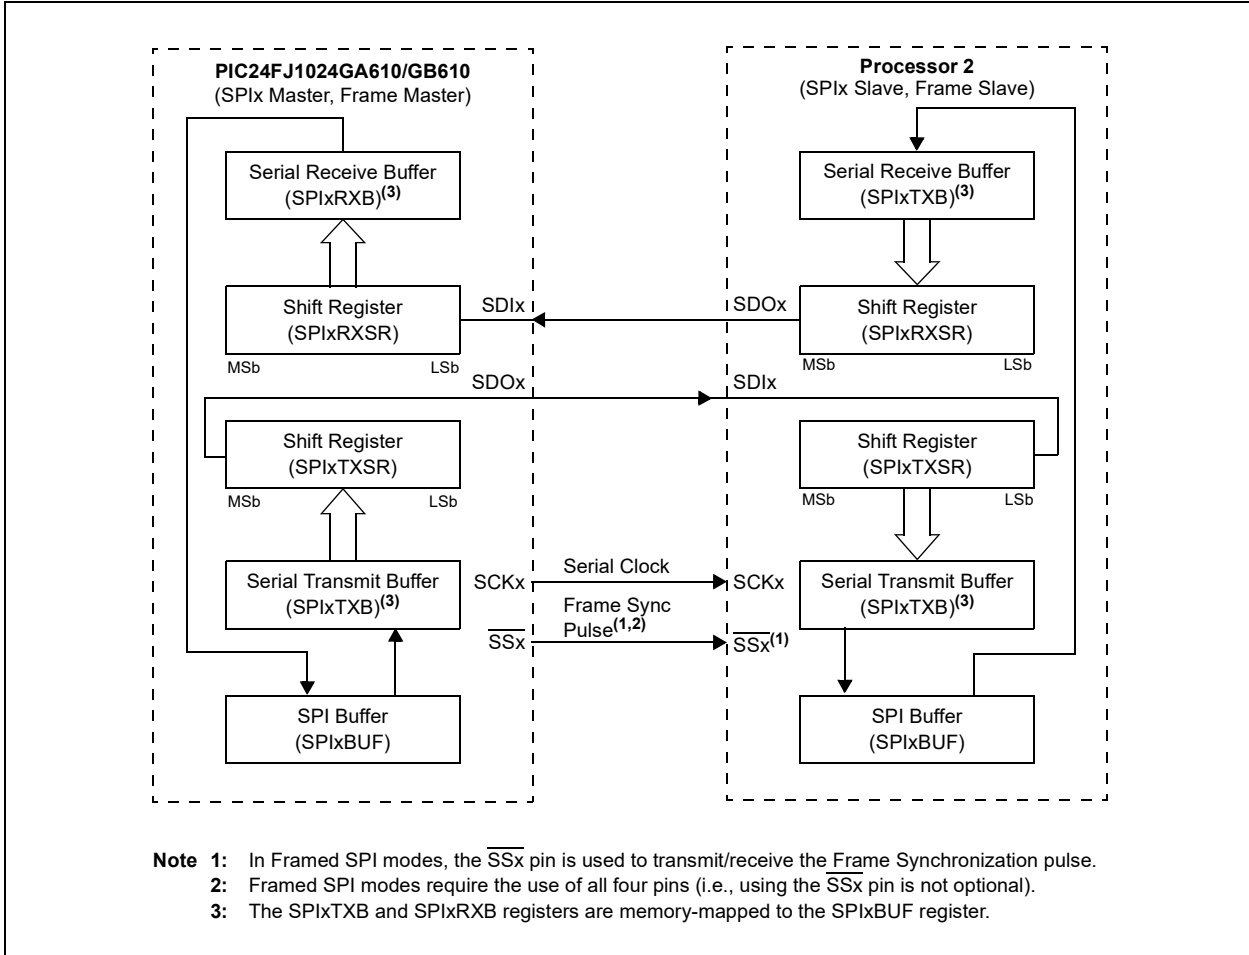 PIC24FJ1024GA610/GB610
(SPIx Master, Frame Master)
Serial Receive Buffer
(SPIxRXB)(3)
Shift Register
(SPIxRXSR)
MSb LSb
SDIx
SDOx
Shift Register
(SPIxTXSR)
MSb LSb
Serial Transmit Buffer
(SPIxTXB)(3)
SCKx
SSx
SPI Buffer
(SPIxBUF)
Serial Clock
Frame Sync
Pulse(1,2)
Processor 2
(SPIx Slave, Frame Slave)
Serial Receive Buffer
(SPIxTXB)(3)
SDOx
Shift Register
(SPIxRXSR)
MSb LSb
SDIx
Shift Register
(SPIxTXSR)
MSb LSb
SCKx
Serial Transmit Buffer
(SPIxTXB)(3)
SSx(1)
SPI Buffer
(SPIxBUF)
Note 1: In Framed SPI modes, the SSx pin is used to transmit/receive the Frame Synchronization pulse.
2: Framed SPI modes require the use of all four pins (i.e., using the SSx pin is not optional).
3: The SPIxTXB and SPIxRXB registers are memory-mapped to the SPIxBUF register.